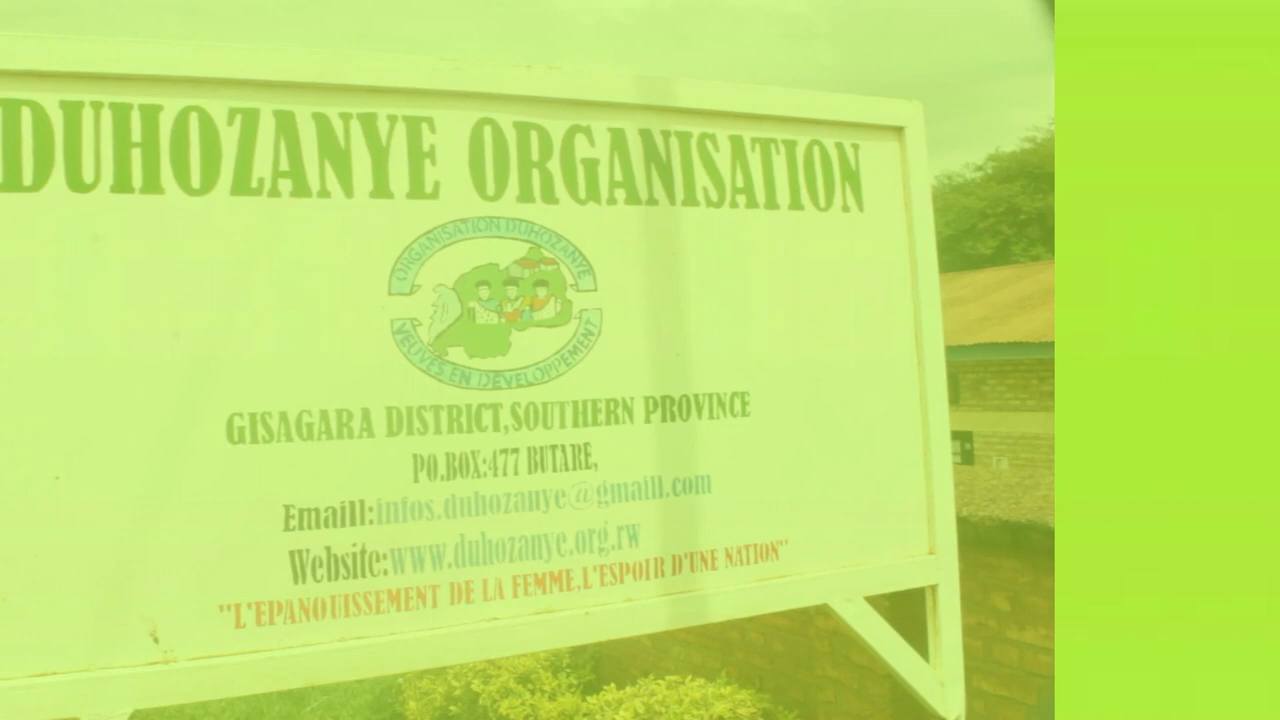 DUHOZANYE ORGANISATION
ORGANISATION DUHOZANYE
VEUVES EN DEVELOPPEMENT
GISAGARA DISTRICT,SOUTHERN PROVINCE
PO.BOX:477 BUTARE,
Emaill:infos.duhozanye@gmaill.com
Website:www.duhozanye.org.rw
"L'EPANOUISSEMENT DE LA FEMME,L'ESPOIR D'UNE NATION"